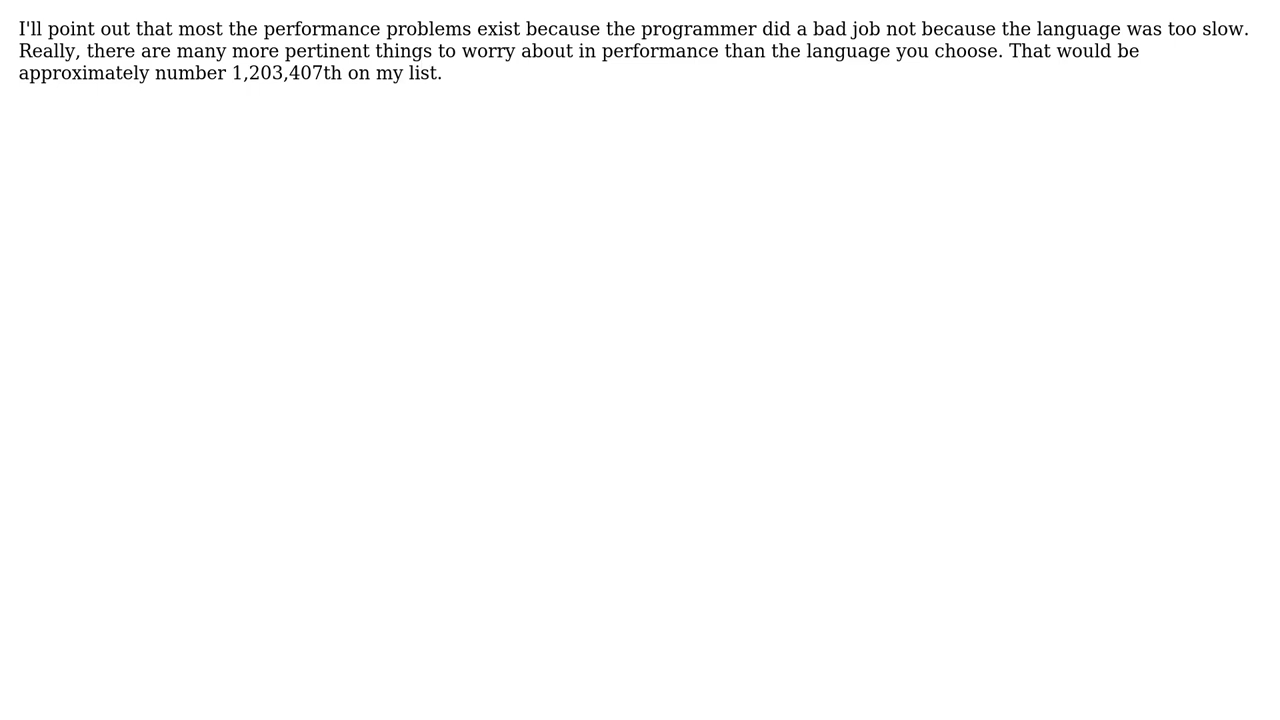 I'll point out that most the performance problems exist because the programmer did a bad job not because the language was too slow.
Really, there are many more pertinent things to worry about in performance than the language you choose. That would be
approximately number 1,203,407th on my list.